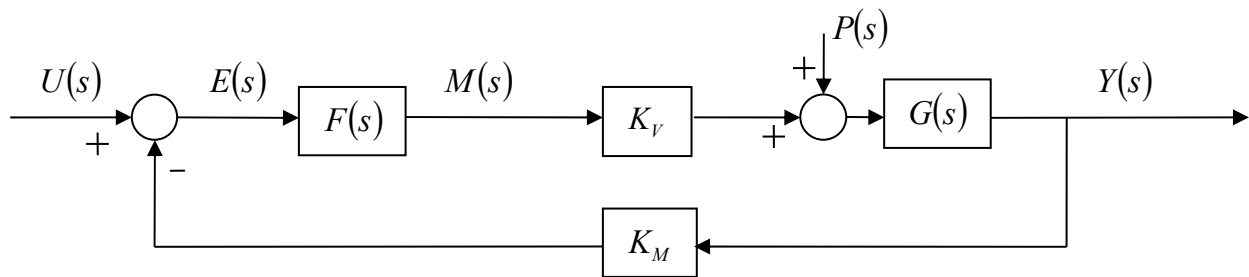 P(s)
U(s) E(s) M(s) Y(s)
+
F(s) K_V G(s)
+ +
−
K_M